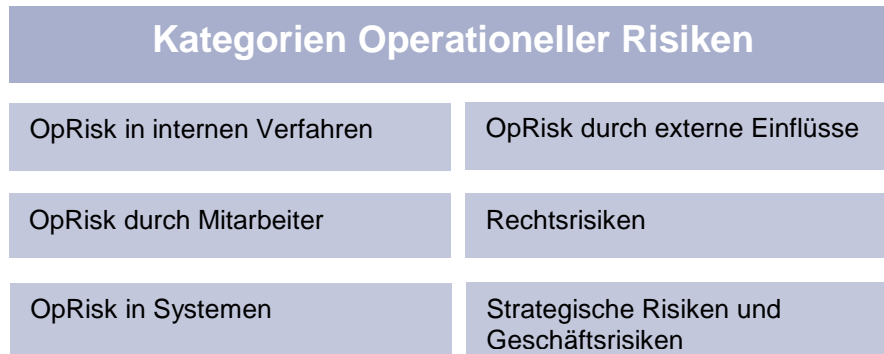 Kategorien Operationeller Risiken
OpRisk in internen Verfahren
OpRisk durch externe Einflüsse
OpRisk durch Mitarbeiter
Rechtsrisiken
OpRisk in Systemen
Strategische Risiken und
Geschäftsrisiken